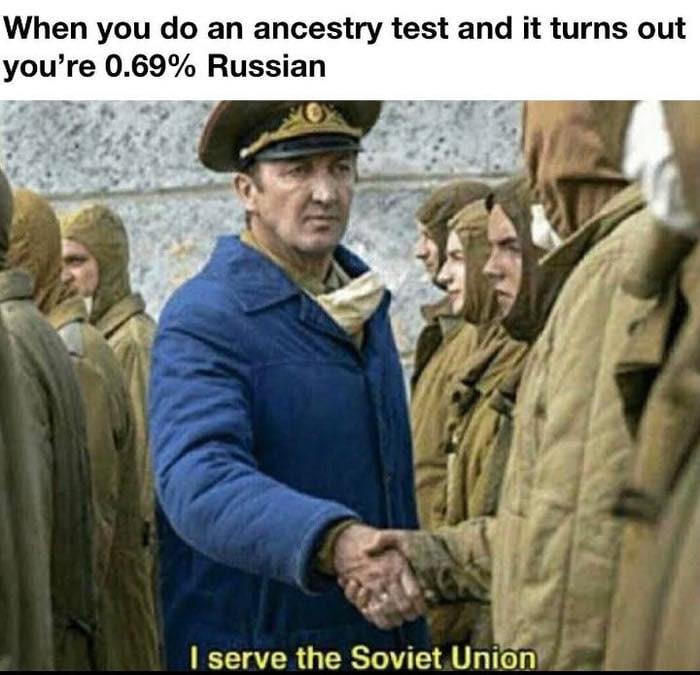 When you do an ancestry test and it turns out
you're 0.69% Russian
I serve the Soviet Union